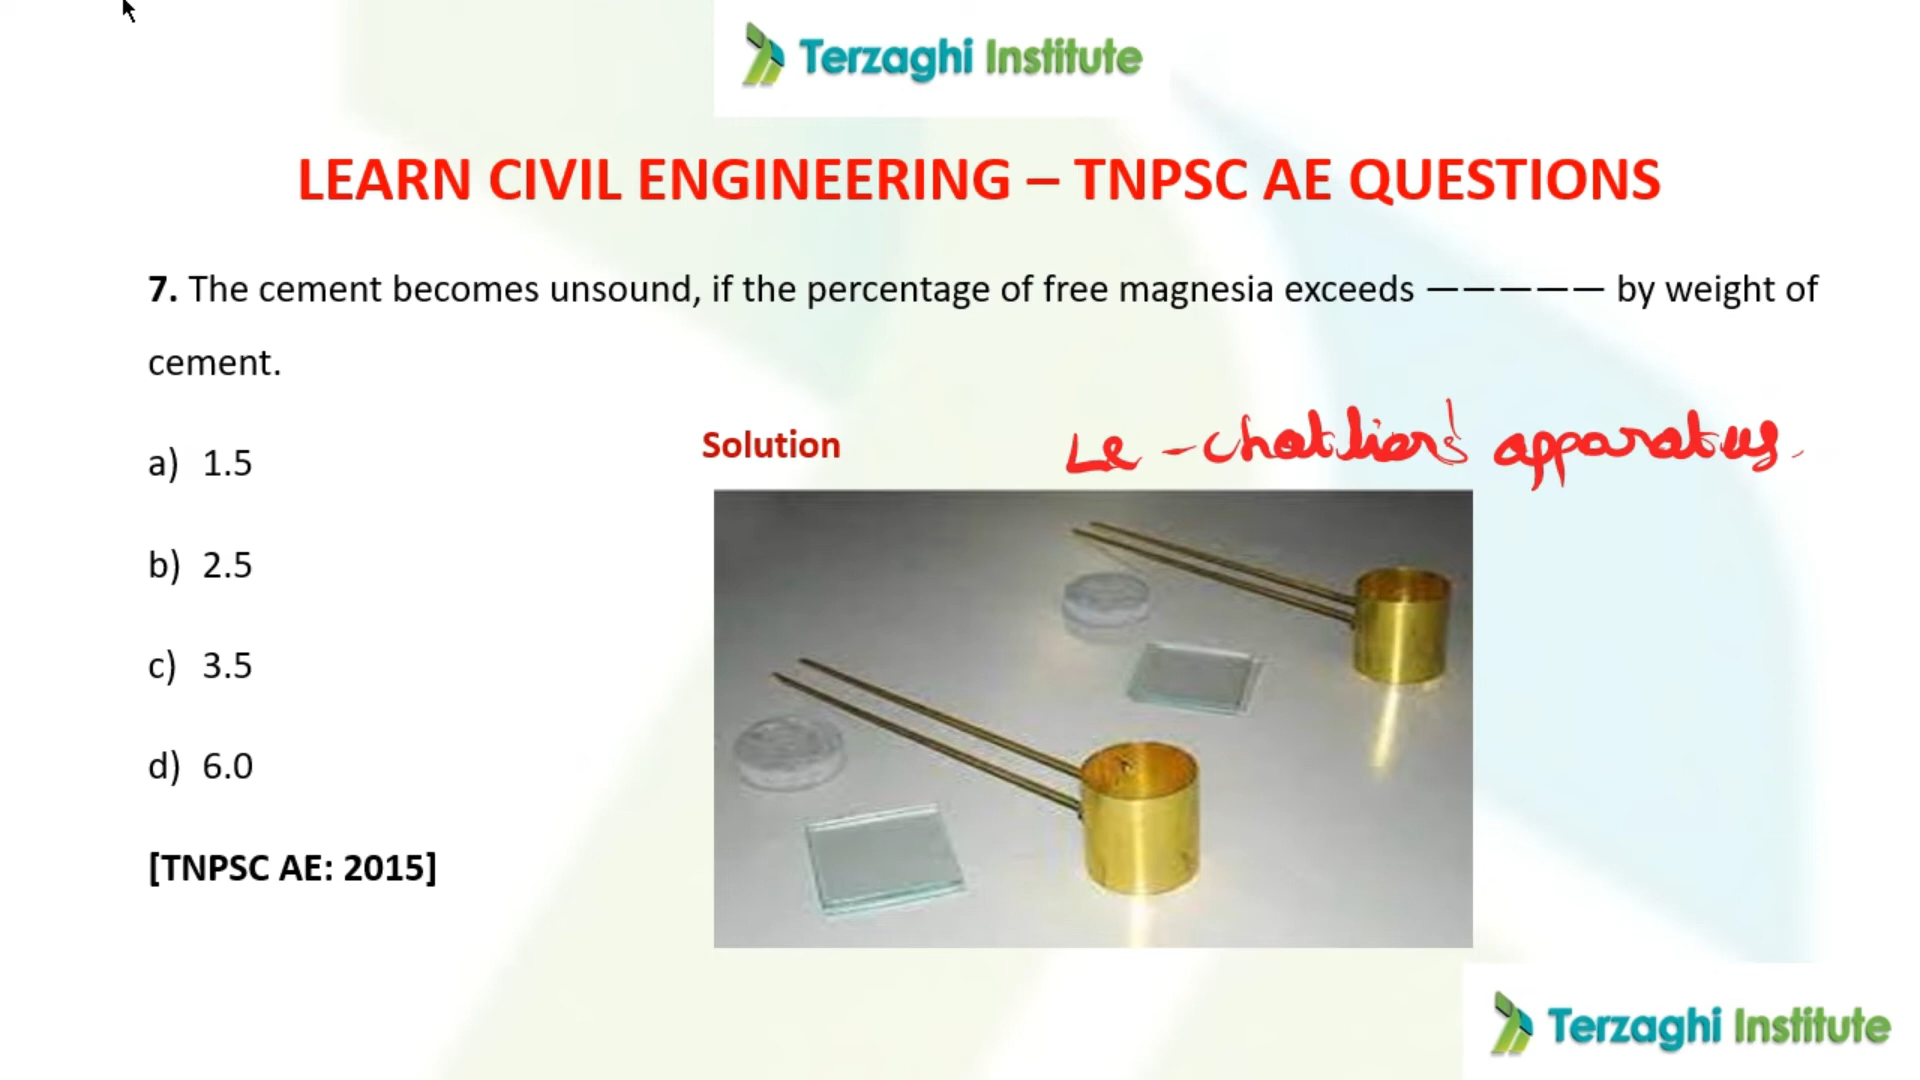 Terzaghi Institute
LEARN CIVIL ENGINEERING – TNPSC AE QUESTIONS
7. The cement becomes unsound, if the percentage of free magnesia exceeds ————— by weight of
cement.
Solution
Le - chatlier's apparatus.
a) 1.5
b) 2.5
c) 3.5
d) 6.0
[TNPSC AE: 2015]
Terzaghi Institute